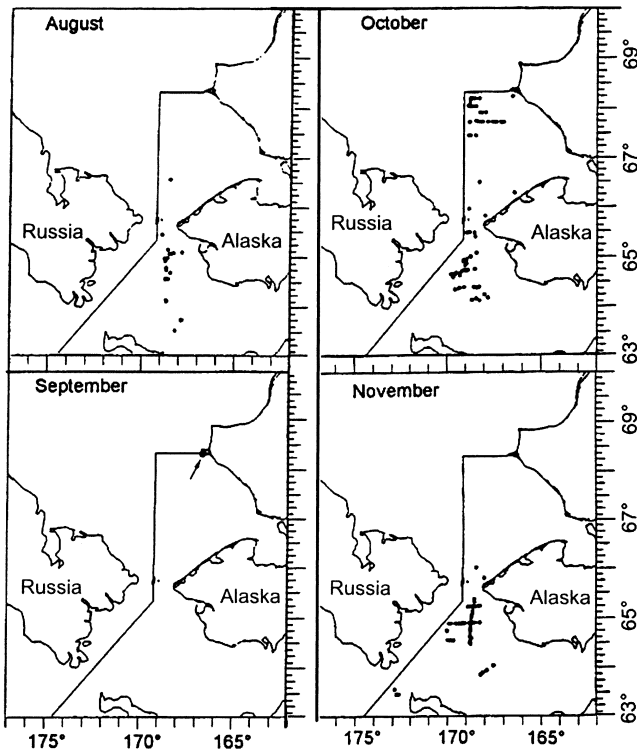 August
October
69°
67°
65°
63°
Russia
Alaska
Russia
Alaska
September
November
69°
67°
65°
63°
Russia
Alaska
Russia
Alaska
175°
170°
165°
175°
170°
165°